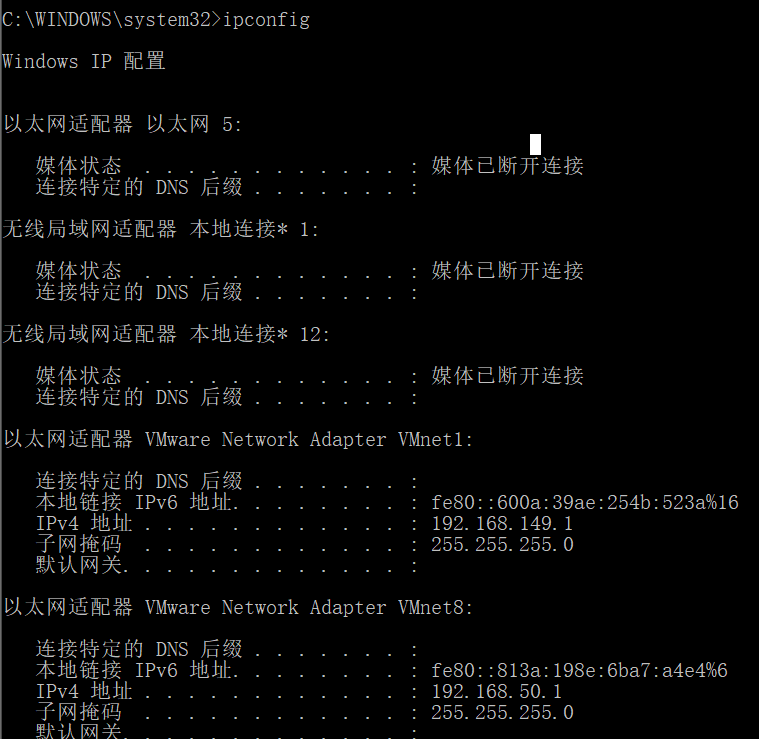 C:\WINDOWS\system32>ipconfig
Windows IP 配置
以太网适配器 以太网 5:
媒体状态  . . . . . . . . . . . . : 媒体已断开连接
连接特定的 DNS 后缀 . . . . . . . :
无线局域网适配器 本地连接* 1:
媒体状态  . . . . . . . . . . . . : 媒体已断开连接
连接特定的 DNS 后缀 . . . . . . . :
无线局域网适配器 本地连接* 12:
媒体状态  . . . . . . . . . . . . : 媒体已断开连接
连接特定的 DNS 后缀 . . . . . . . :
以太网适配器 VMware Network Adapter VMnet1:
连接特定的 DNS 后缀 . . . . . . . :
本地链接 IPv6 地址. . . . . . . . : fe80::600a:39ae:254b:523a%16
IPv4 地址 . . . . . . . . . . . . : 192.168.149.1
子网掩码  . . . . . . . . . . . . : 255.255.255.0
默认网关. . . . . . . . . . . . . :
以太网适配器 VMware Network Adapter VMnet8:
连接特定的 DNS 后缀 . . . . . . . :
本地链接 IPv6 地址. . . . . . . . : fe80::813a:198e:6ba7:a4e4%6
IPv4 地址 . . . . . . . . . . . . : 192.168.50.1
子网掩码  . . . . . . . . . . . . : 255.255.255.0
默认网关. . . . . . . . . . . . . :